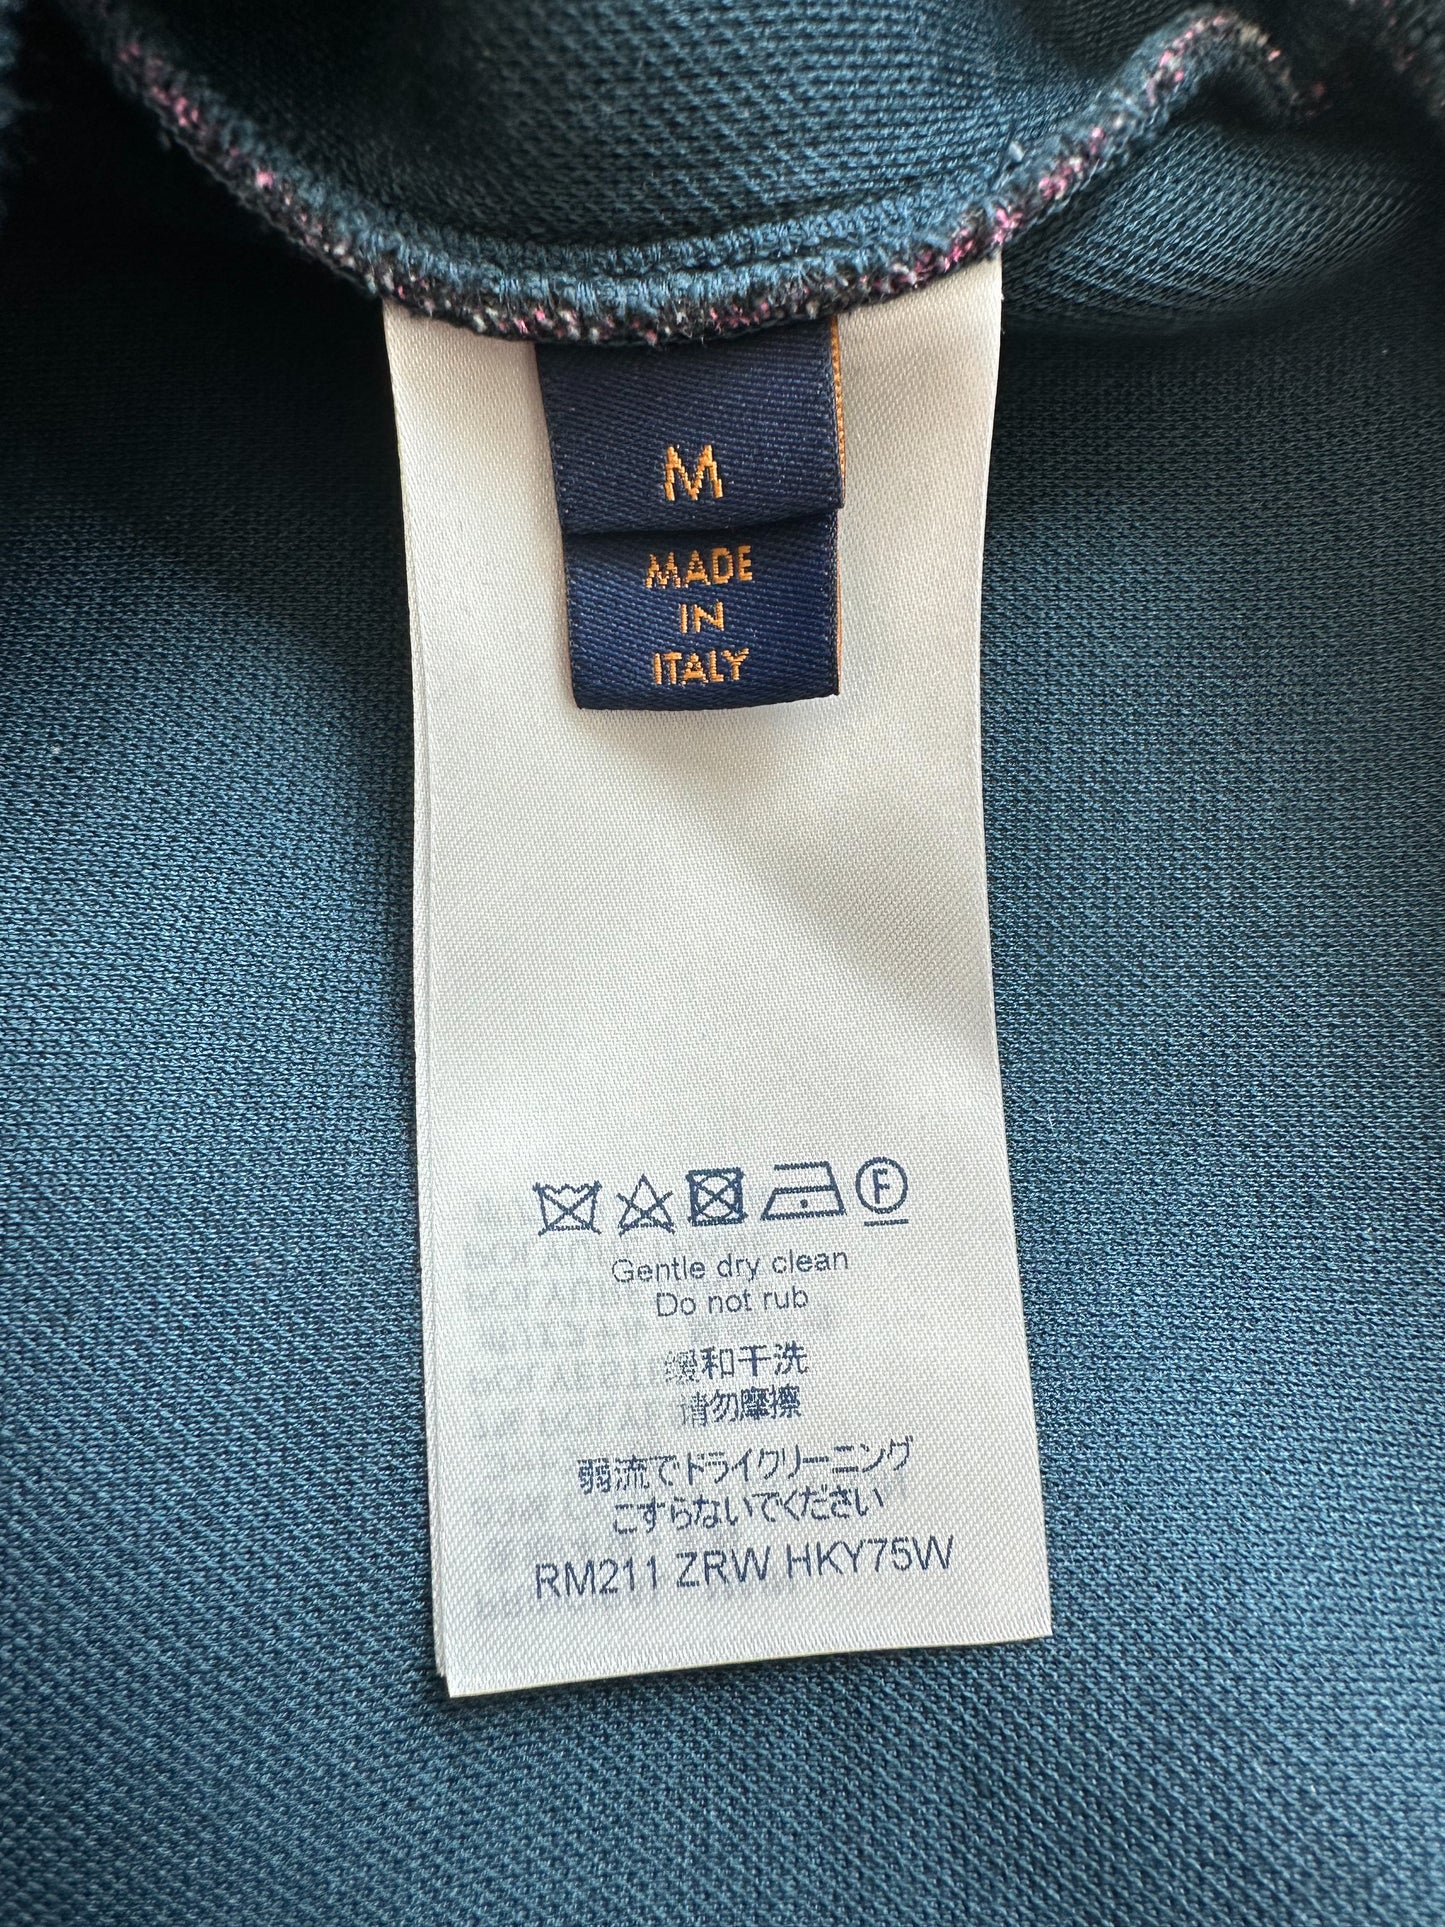 M
MADE
IN
ITALY
F
Gentle dry clean
Do not rub
缓和干洗
请勿摩擦
弱流でドライクリーニング
こすらないでください
RM211 ZRW HKY75W